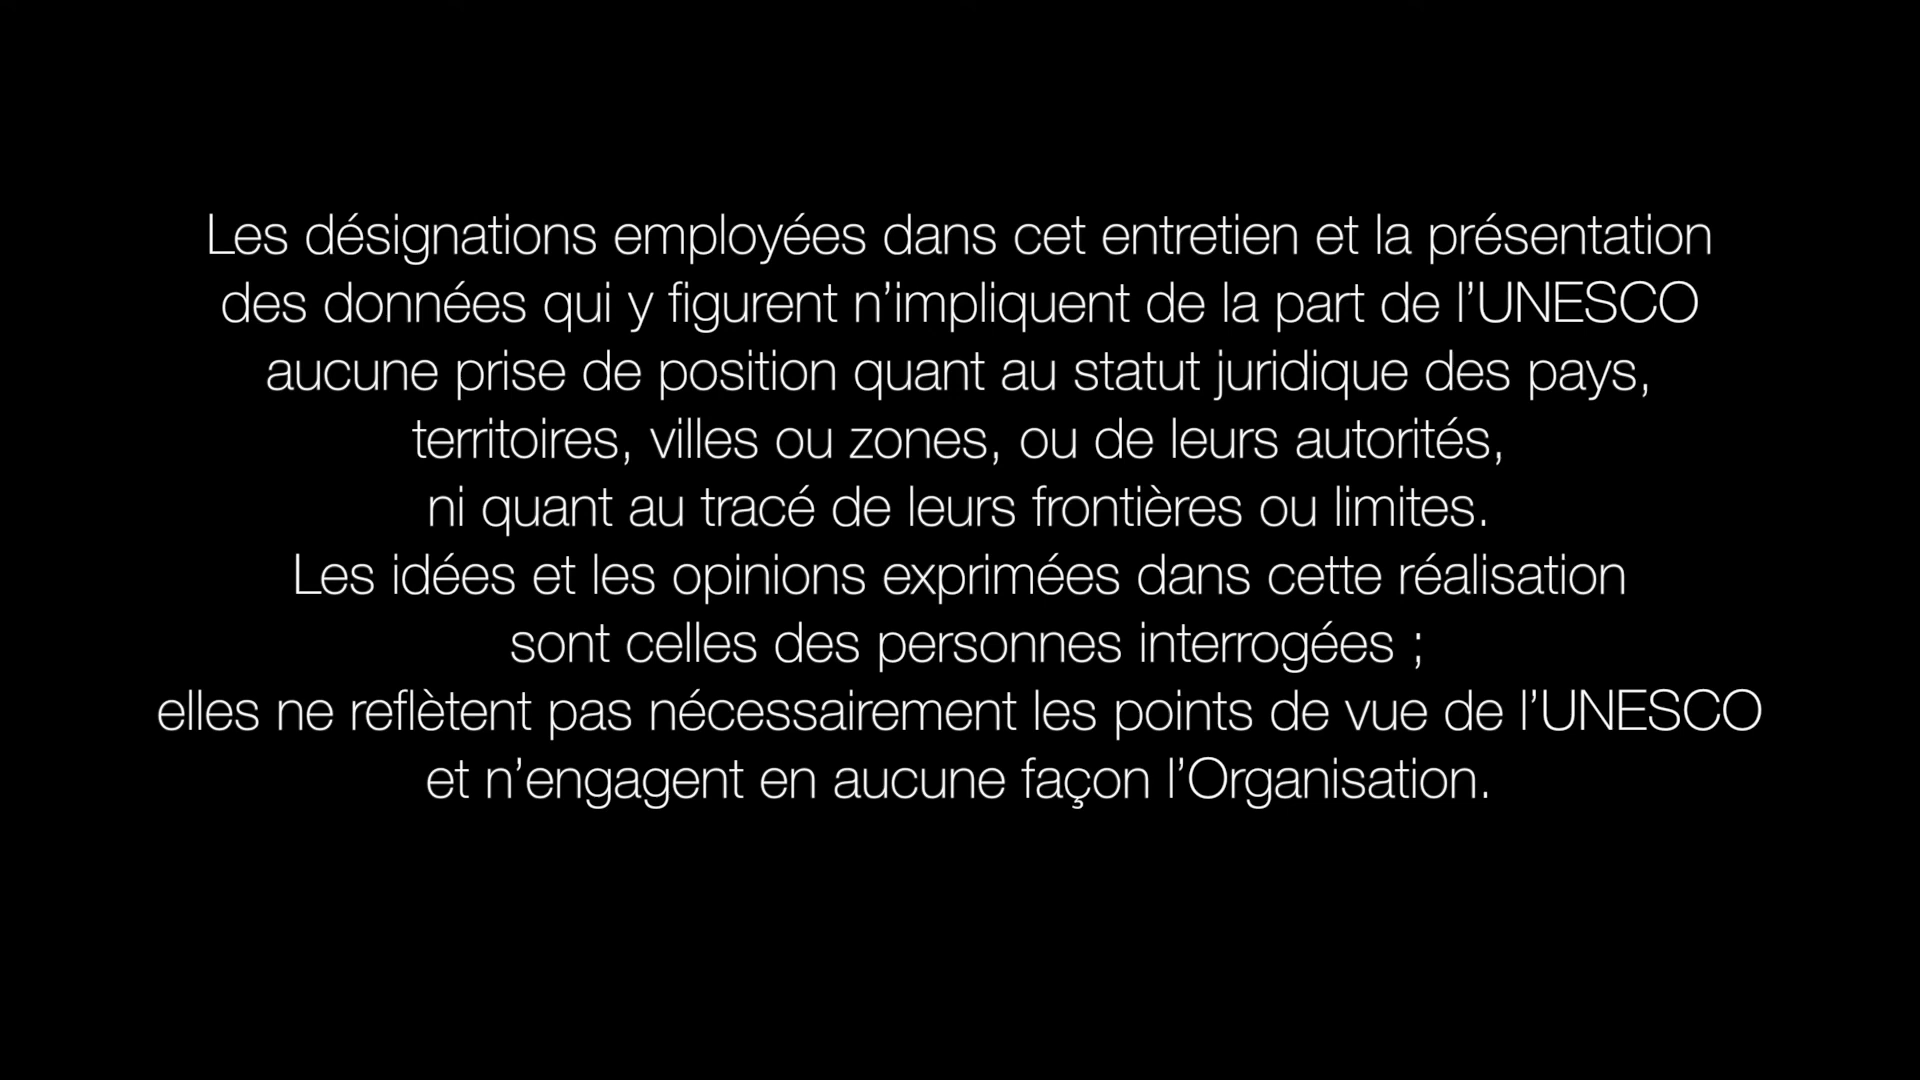 Les désignations employées dans cet entretien et la présentation
des données qui y figurent n’impliquent de la part de l’UNESCO
aucune prise de position quant au statut juridique des pays,
territoires, villes ou zones, ou de leurs autorités,
ni quant au tracé de leurs frontières ou limites.
Les idées et les opinions exprimées dans cette réalisation
sont celles des personnes interrogées ;
elles ne reflètent pas nécessairement les points de vue de l’UNESCO
et n’engagent en aucune façon l’Organisation.